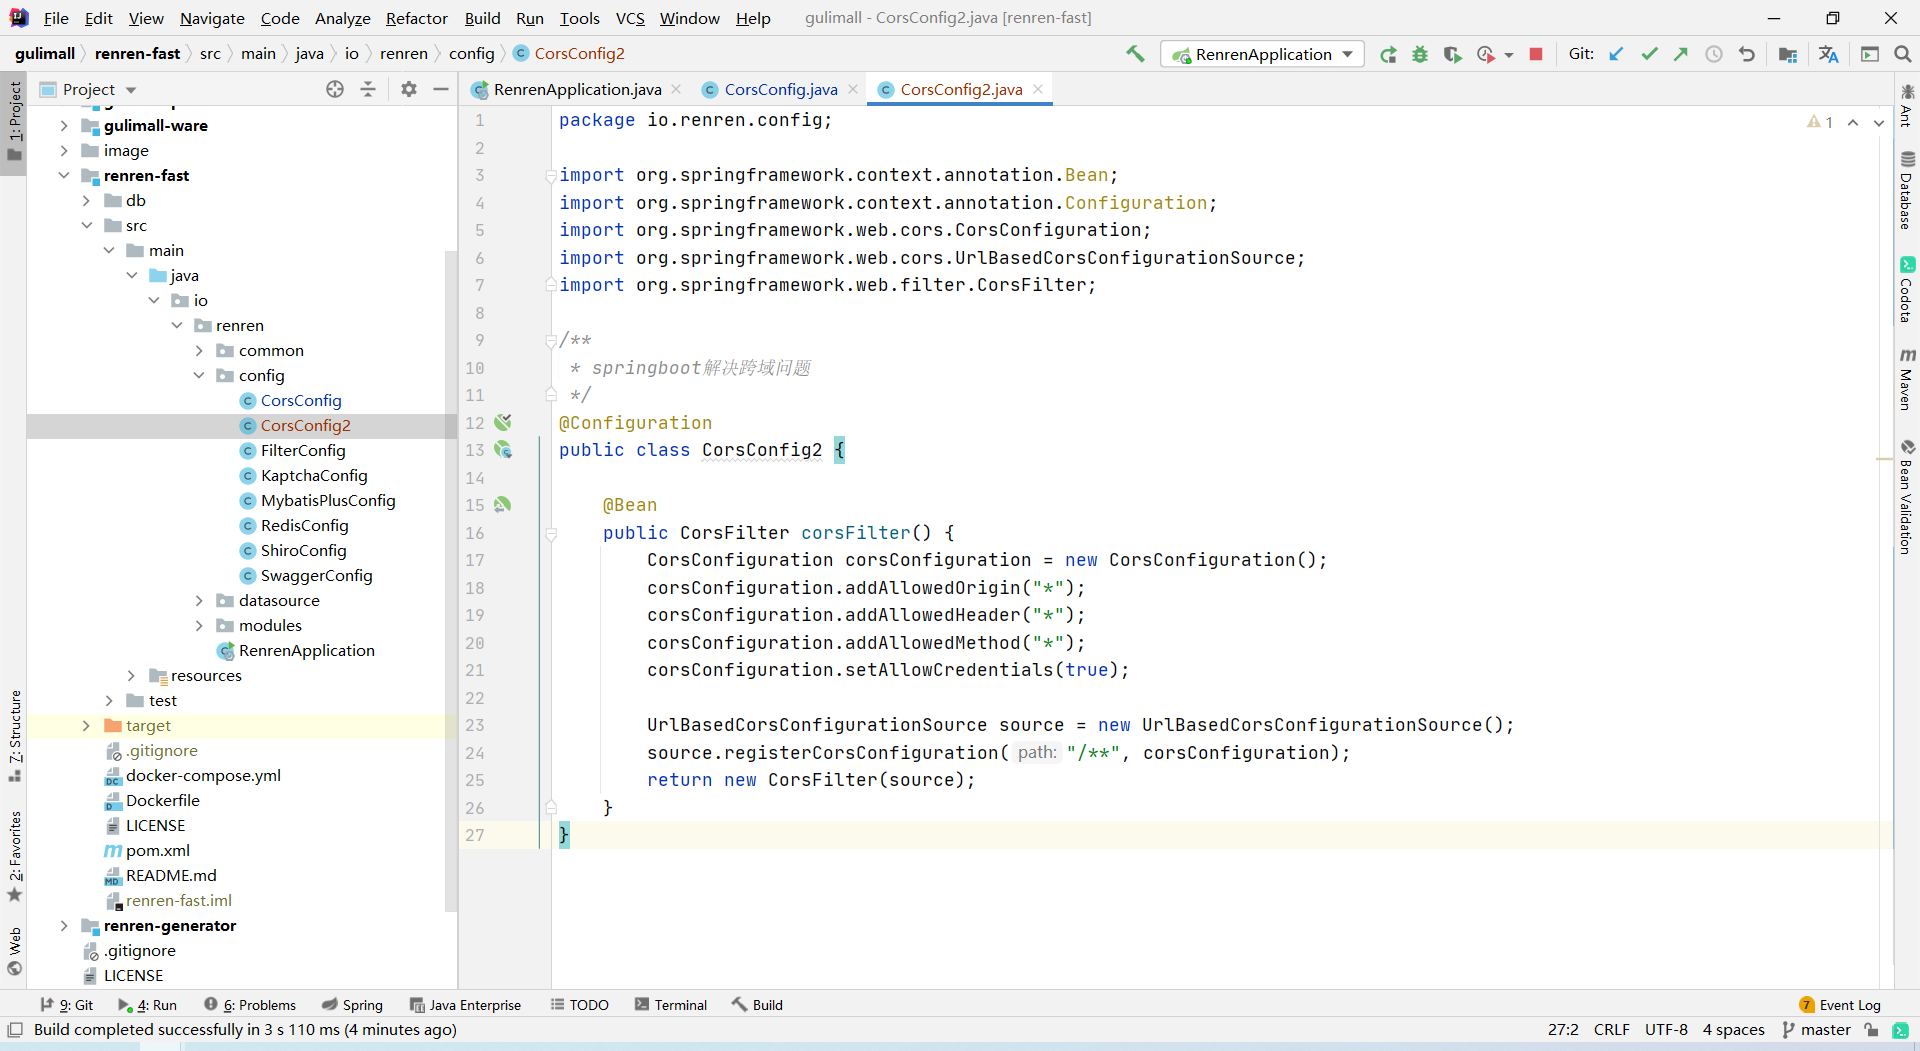 File Edit View Navigate Code Analyze Refactor Build Run Tools VCS Window Help gulimall - CorsConfig2.java [renren-fast]
gulimall renren-fast src main java io renren config CorsConfig2 RenrenApplication Git:
Project
RenrenApplication.java CorsConfig.java CorsConfig2.java
1: Project
7: Structure
2: Favorites
Web
gulimall-ware
image
renren-fast
db
src
main
java
io
renren
common
config
CorsConfig
CorsConfig2
FilterConfig
KaptchaConfig
MybatisPlusConfig
RedisConfig
ShiroConfig
SwaggerConfig
datasource
modules
RenrenApplication
resources
test
target
.gitignore
docker-compose.yml
Dockerfile
LICENSE
pom.xml
README.md
renren-fast.iml
renren-generator
.gitignore
LICENSE
1 package io.renren.config;
2
3 import org.springframework.context.annotation.Bean;
4 import org.springframework.context.annotation.Configuration;
5 import org.springframework.web.cors.CorsConfiguration;
6 import org.springframework.web.cors.UrlBasedCorsConfigurationSource;
7 import org.springframework.web.filter.CorsFilter;
8
9 /**
10 * springboot解决跨域问题
11 */
12 @Configuration
13 public class CorsConfig2 {
14
15 @Bean
16 public CorsFilter corsFilter() {
17 CorsConfiguration corsConfiguration = new CorsConfiguration();
18 corsConfiguration.addAllowedOrigin("*");
19 corsConfiguration.addAllowedHeader("*");
20 corsConfiguration.addAllowedMethod("*");
21 corsConfiguration.setAllowCredentials(true);
22
23 UrlBasedCorsConfigurationSource source = new UrlBasedCorsConfigurationSource();
24 source.registerCorsConfiguration( path: "/**", corsConfiguration);
25 return new CorsFilter(source);
26 }
27 }
1
Ant
Database
Codota
Maven
Bean Validation
9: Git 4: Run 6: Problems Spring Java Enterprise TODO Terminal Build 7 Event Log
Build completed successfully in 3 s 110 ms (4 minutes ago) 27:2 CRLF UTF-8 4 spaces master